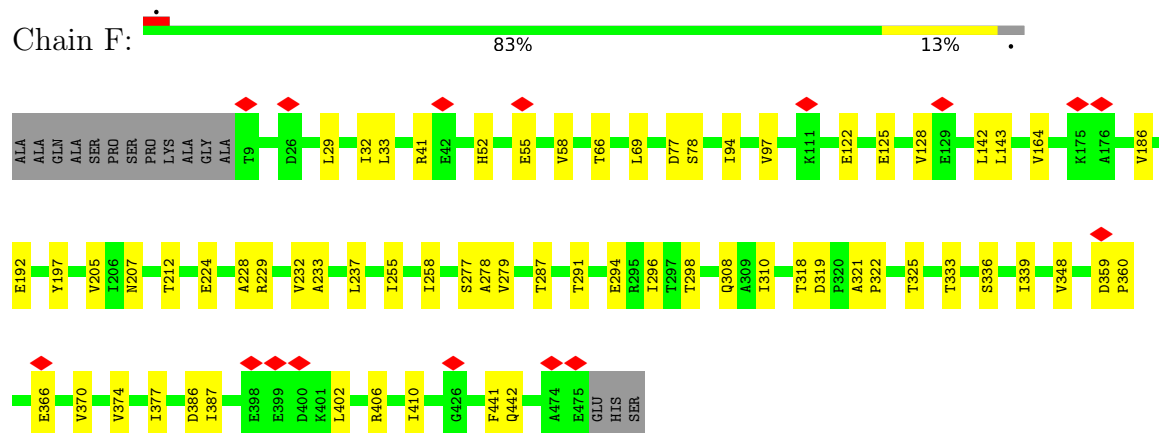 Chain F:
83% 13%
ALA ALA GLN ALA SER PRO SER PRO LYS ALA GLY ALA T9 D26 L29 I32 L33 R41 E42 H52 E55 V58 T66 L69 D77 S78 I94 V97 K111 E122 E125 V128 E129 L142 L143 V164 K175 A176 V186
E192 Y197 V205 I206 N207 T212 E224 A228 R229 V232 A233 L237 I255 I258 S277 A278 V279 T287 T291 E294 R295 I296 T297 T298 Q308 A309 I310 T318 D319 P320 A321 P322 T325 T333 S336 I339 V348 D359 P360
E366 V370 V374 I377 D386 I387 E398 E399 D400 K401 L402 R406 I410 G426 F441 Q442 A474 E475 GLU HIS SER